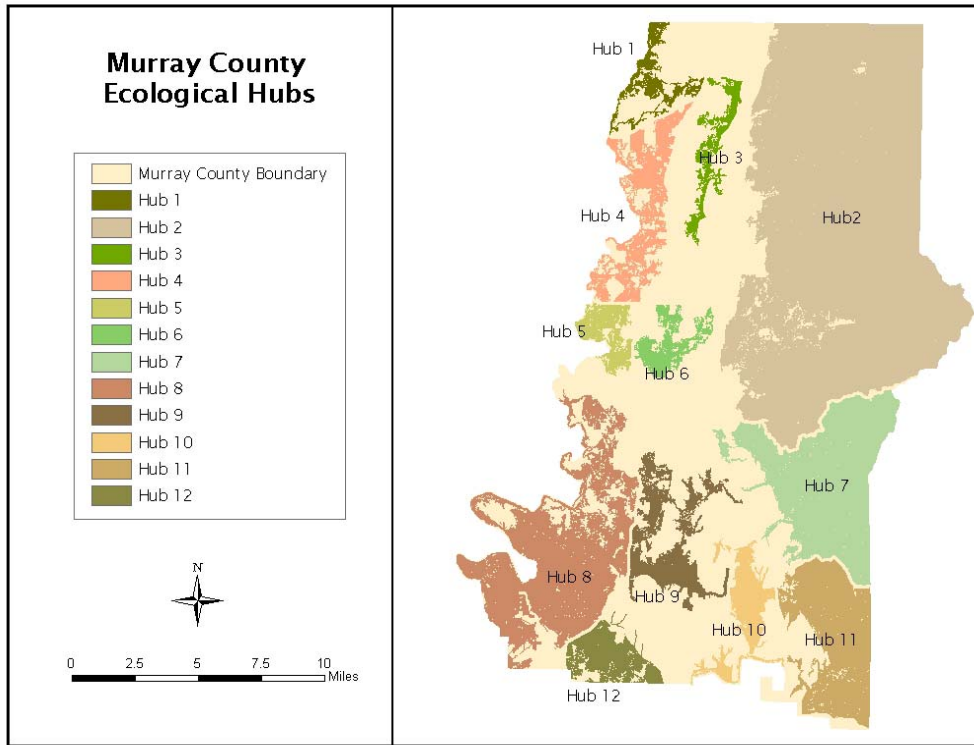 Murray County
Ecological Hubs
Murray County Boundary
Hub 1
Hub 2
Hub 3
Hub 4
Hub 5
Hub 6
Hub 7
Hub 8
Hub 9
Hub 10
Hub 11
Hub 12
N
0 2.5 5 7.5 10
Miles
Hub 1
Hub 3
Hub 4
Hub2
Hub 5
Hub 6
Hub 7
Hub 8
Hub 9
Hub 10
Hub 11
Hub 12